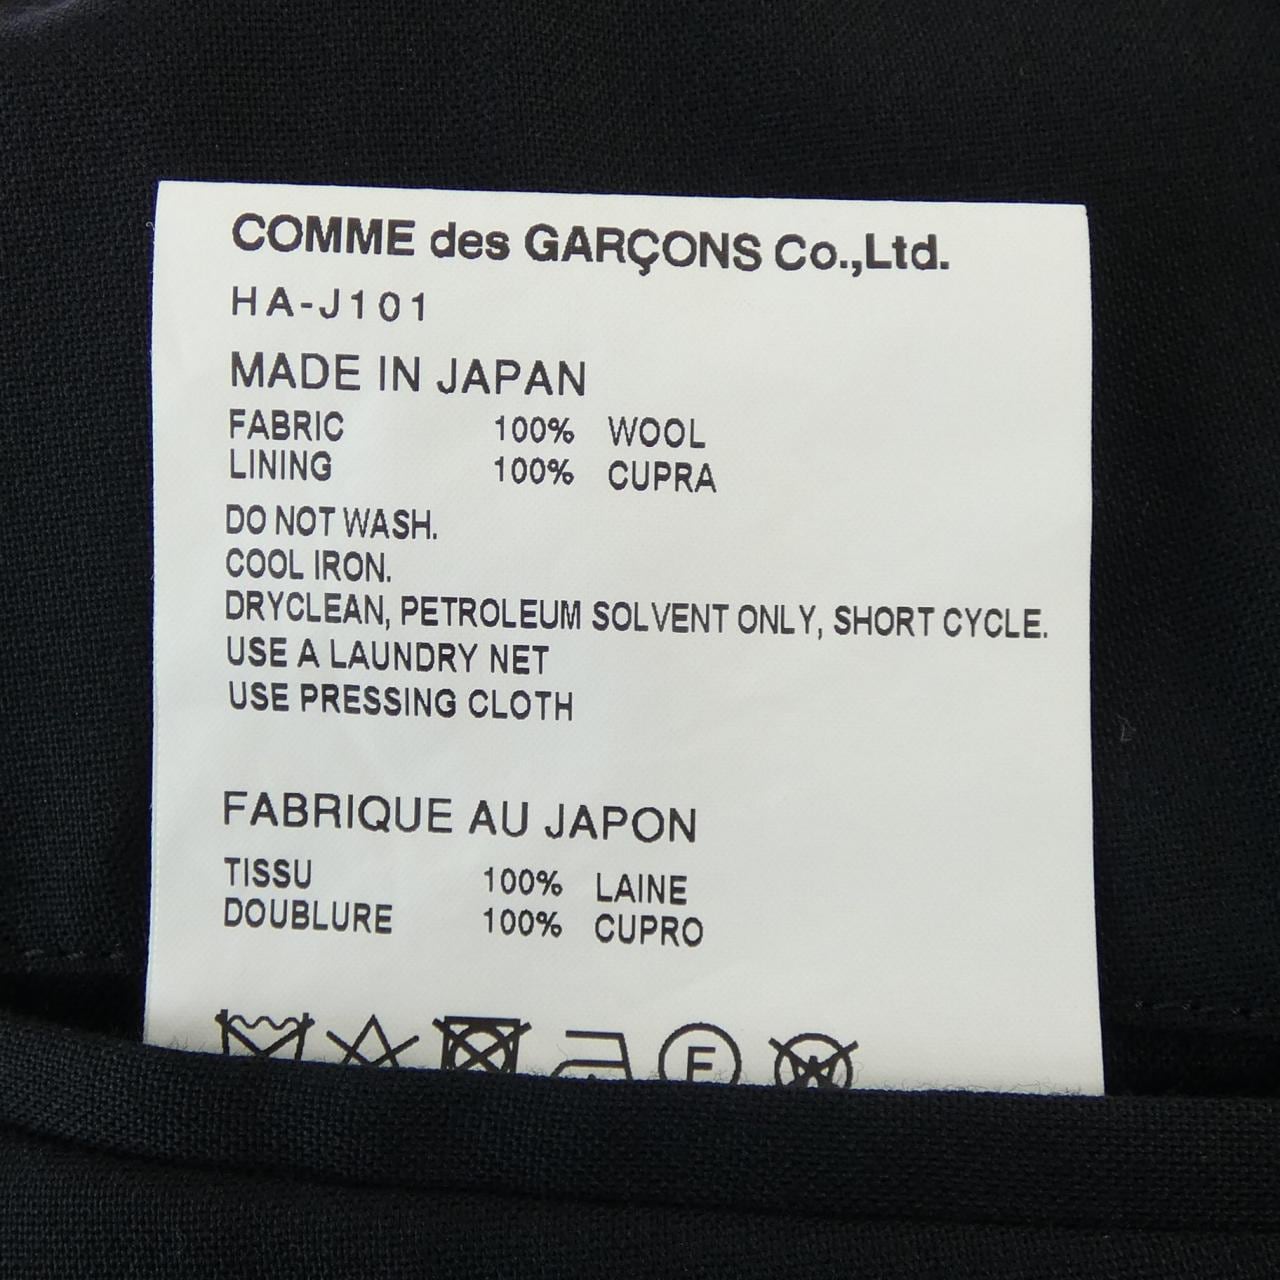 COMME des GARÇONS Co.,Ltd.
HA-J101
MADE IN JAPAN
FABRIC 100% WOOL
LINING 100% CUPRA
DO NOT WASH.
COOL IRON.
DRYCLEAN, PETROLEUM SOLVENT ONLY, SHORT CYCLE.
USE A LAUNDRY NET
USE PRESSING CLOTH
FABRIQUE AU JAPON
TISSU 100% LAINE
DOUBLURE 100% CUPRO
F W